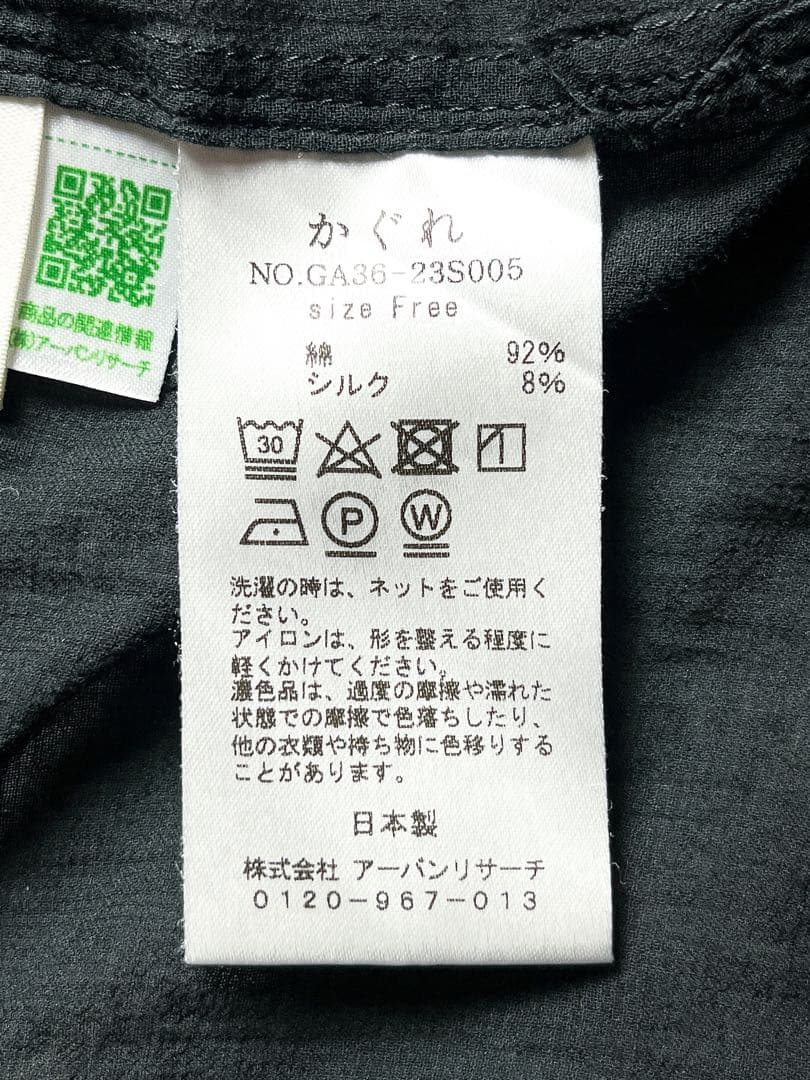 かぐれ
NO.GA36-23S005
size Free
綿 92%
シルク 8%
30
P W
洗濯の時は、ネットをご使用く
ださい。
アイロンは、形を整える程度に
軽くかけてください。
濃色品は、過度の摩擦や濡れた
状態での摩擦で色落ちしたり、
他の衣類や持ち物に色移りする
ことがあります。
日本製
株式会社 アーバンリサーチ
0120-967-013
商品の関連情報
(株)アーバンリサーチ